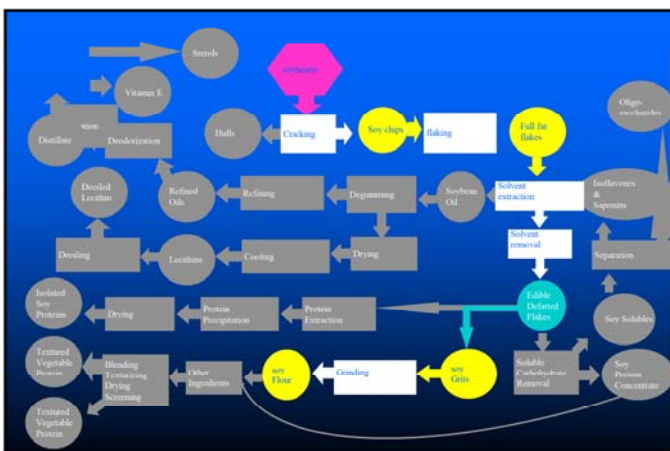 Sterols
soybeans
Oligo-
saccharides
Vitamin E
Distillate
Deodorization
Hulls
Cracking
Soy chips
flaking
Full fat
flakes
Deoiled
Lecithin
Refined
Oils
Refining
Degumming
Soybean
Oil
Solvent
extraction
Isoflavones
&
Saponins
Deoiling
Lecithins
Cooling
Drying
Solvent
removal
Separation
Isolated
Soy
Proteins
Drying
Protein
Precipitation
Protein
Extraction
Edible
Defatted
Flakes
Soy Solubles
Textured
Vegetable
Protein
Blending
Texturizing
Drying
Screening
Other
Ingredients
soy
Flour
Grinding
soy
Grits
Soluble
Carbohydrate
Removal
Soy
Protein
Concentrate
Textured
Vegetable
Protein